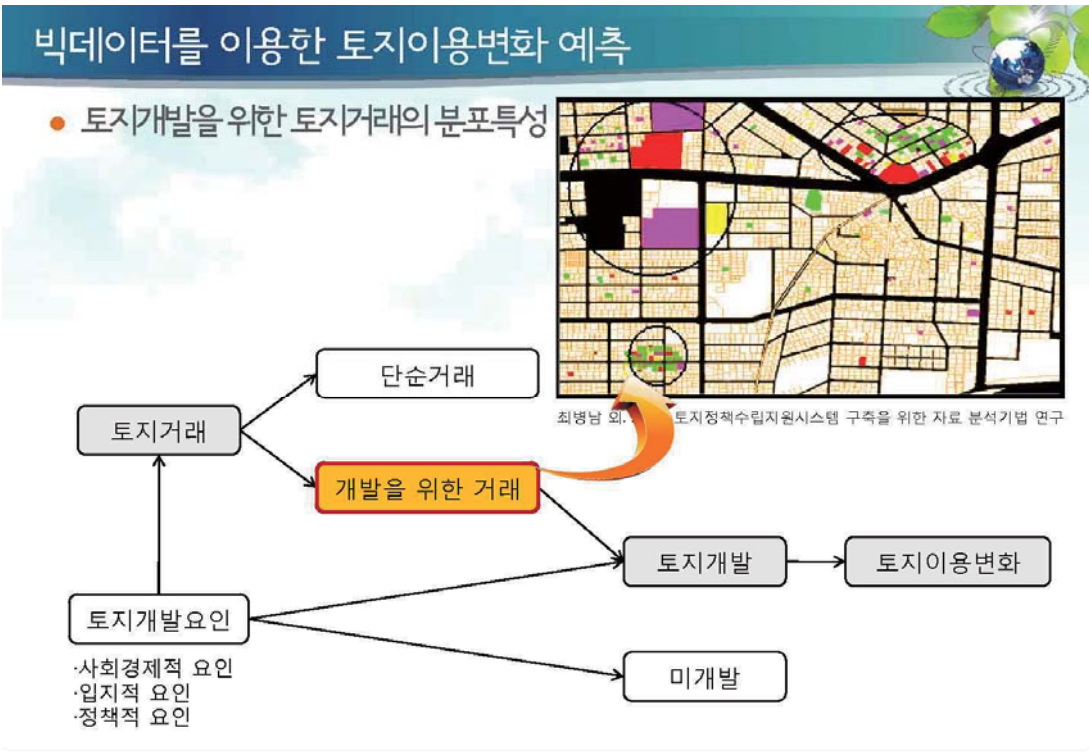 빅데이터를 이용한 토지이용변화 예측
토지개발을 위한 토지거래의 분포특성
최병남 외. 토지정책수립지원시스템 구축을 위한 자료 분석기법 연구
단순거래
토지거래
개발을 위한 거래
토지개발
토지이용변화
토지개발요인
·사회경제적 요인
·입지적 요인
·정책적 요인
미개발